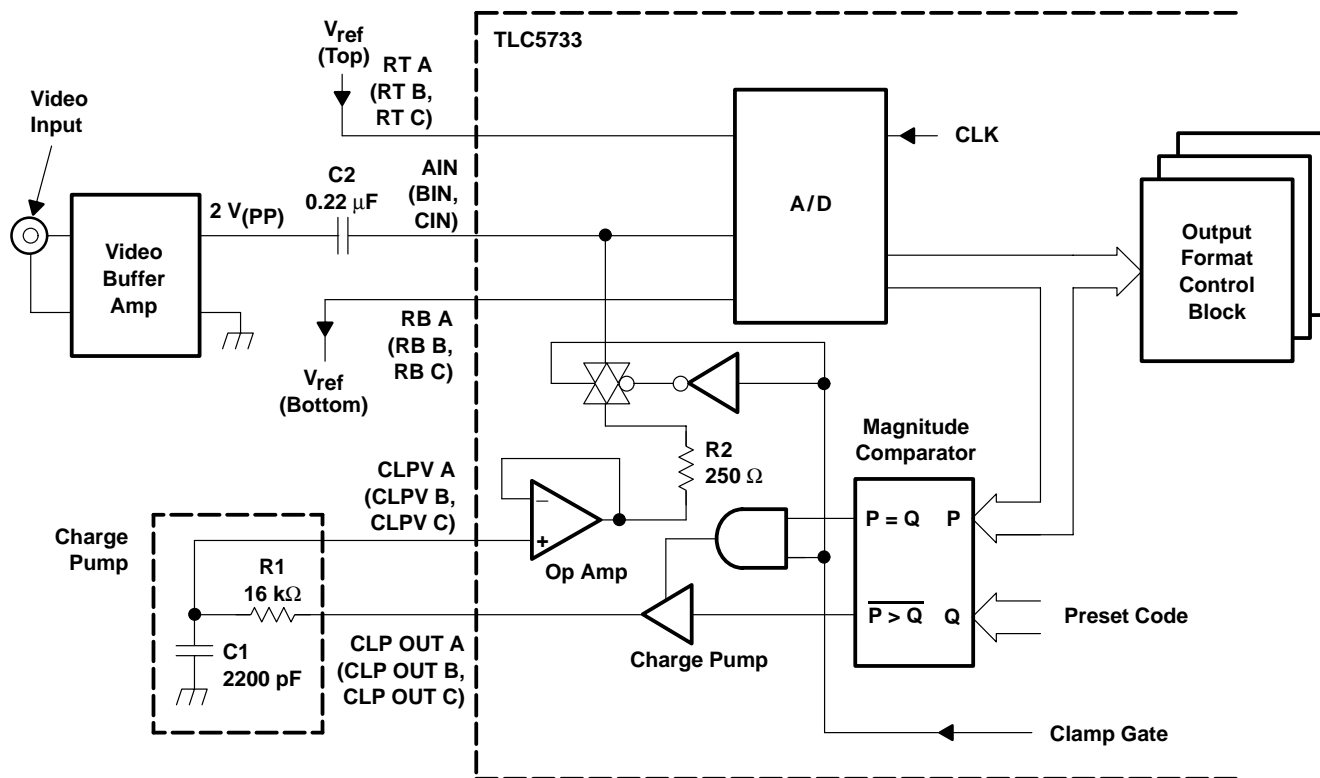 TLC5733
Vref
(Top)
RT A
(RT B,
RT C)
Video
Input
CLK
C2
0.22 μF
AIN
(BIN,
CIN)
2 V(PP)
A/D
Video
Buffer
Amp
Output
Format
Control
Block
RB A
(RB B,
RB C)
Vref
(Bottom)
R2
250 Ω
Magnitude
Comparator
CLPV A
(CLPV B,
CLPV C)
–
+
Op Amp
P = Q P
P > Q Q
Preset Code
Charge
Pump
R1
16 kΩ
C1
2200 pF
CLP OUT A
(CLP OUT B,
CLP OUT C)
Charge Pump
Clamp Gate